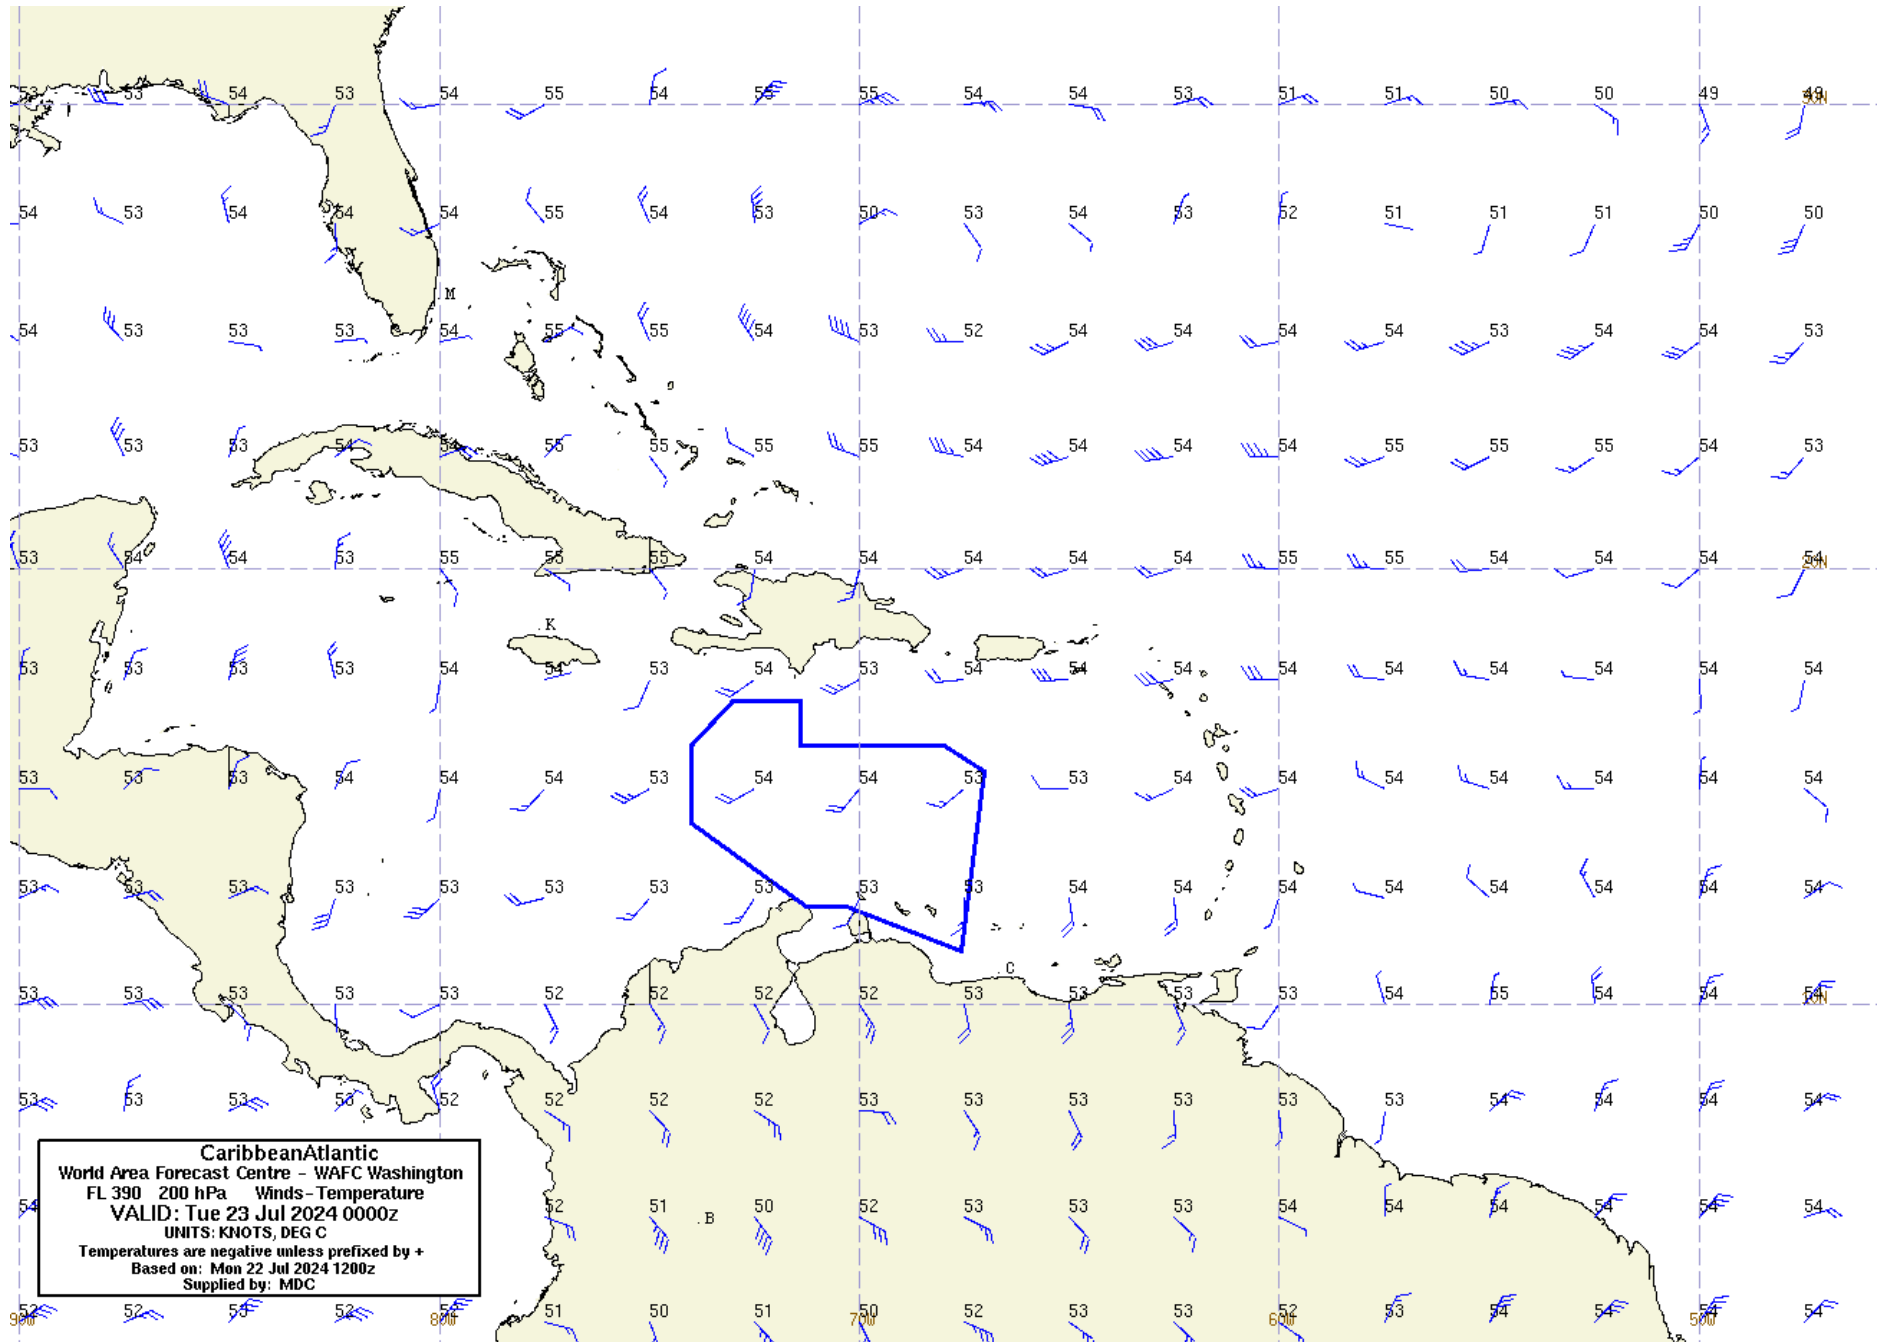 53 53 54 53 54 55 54 55 55 54 54 53 51 51 50 50 49 49
54 53 54 54 54 55 54 53 50 53 54 53 52 51 51 51 50 50
M
54 53 53 53 54 55 55 54 53 52 54 54 54 54 53 54 54 53
53 53 53 54 54 55 55 55 55 54 54 54 54 55 55 55 54 53
53 54 54 53 55 55 55 54 54 54 54 54 55 55 54 54 54 54
20N
K
53 53 53 53 54 54 53 54 53 54 54 54 54 54 54 54 54 54
53 53 53 54 54 54 53 54 54 53 53 54 54 54 54 54 54 54
53 53 53 53 53 53 53 53 53 53 54 54 54 54 54 54 54 54
C
53 53 53 53 53 52 52 52 52 53 53 53 53 54 55 54 54 54
10N
53 53 53 53 52 52 52 52 53 53 53 53 53 53 54 54 54 54
CaribbeanAtlantic
World Area Forecast Centre - WAFC Washington
FL 390 200 hPa Winds-Temperature
VALID: Tue 23 Jul 2024 0000z
UNITS: KNOTS, DEG C
Temperatures are negative unless prefixed by +
Based on: Mon 22 Jul 2024 1200z
Supplied by: MDC
54 52 51 50 52 53 53 54 54 54 54 54 54
.B
52 52 53 52 52 51 50 51 50 52 53 53 52 53 54 54 54 54
90W 80W 70W 60W 50W